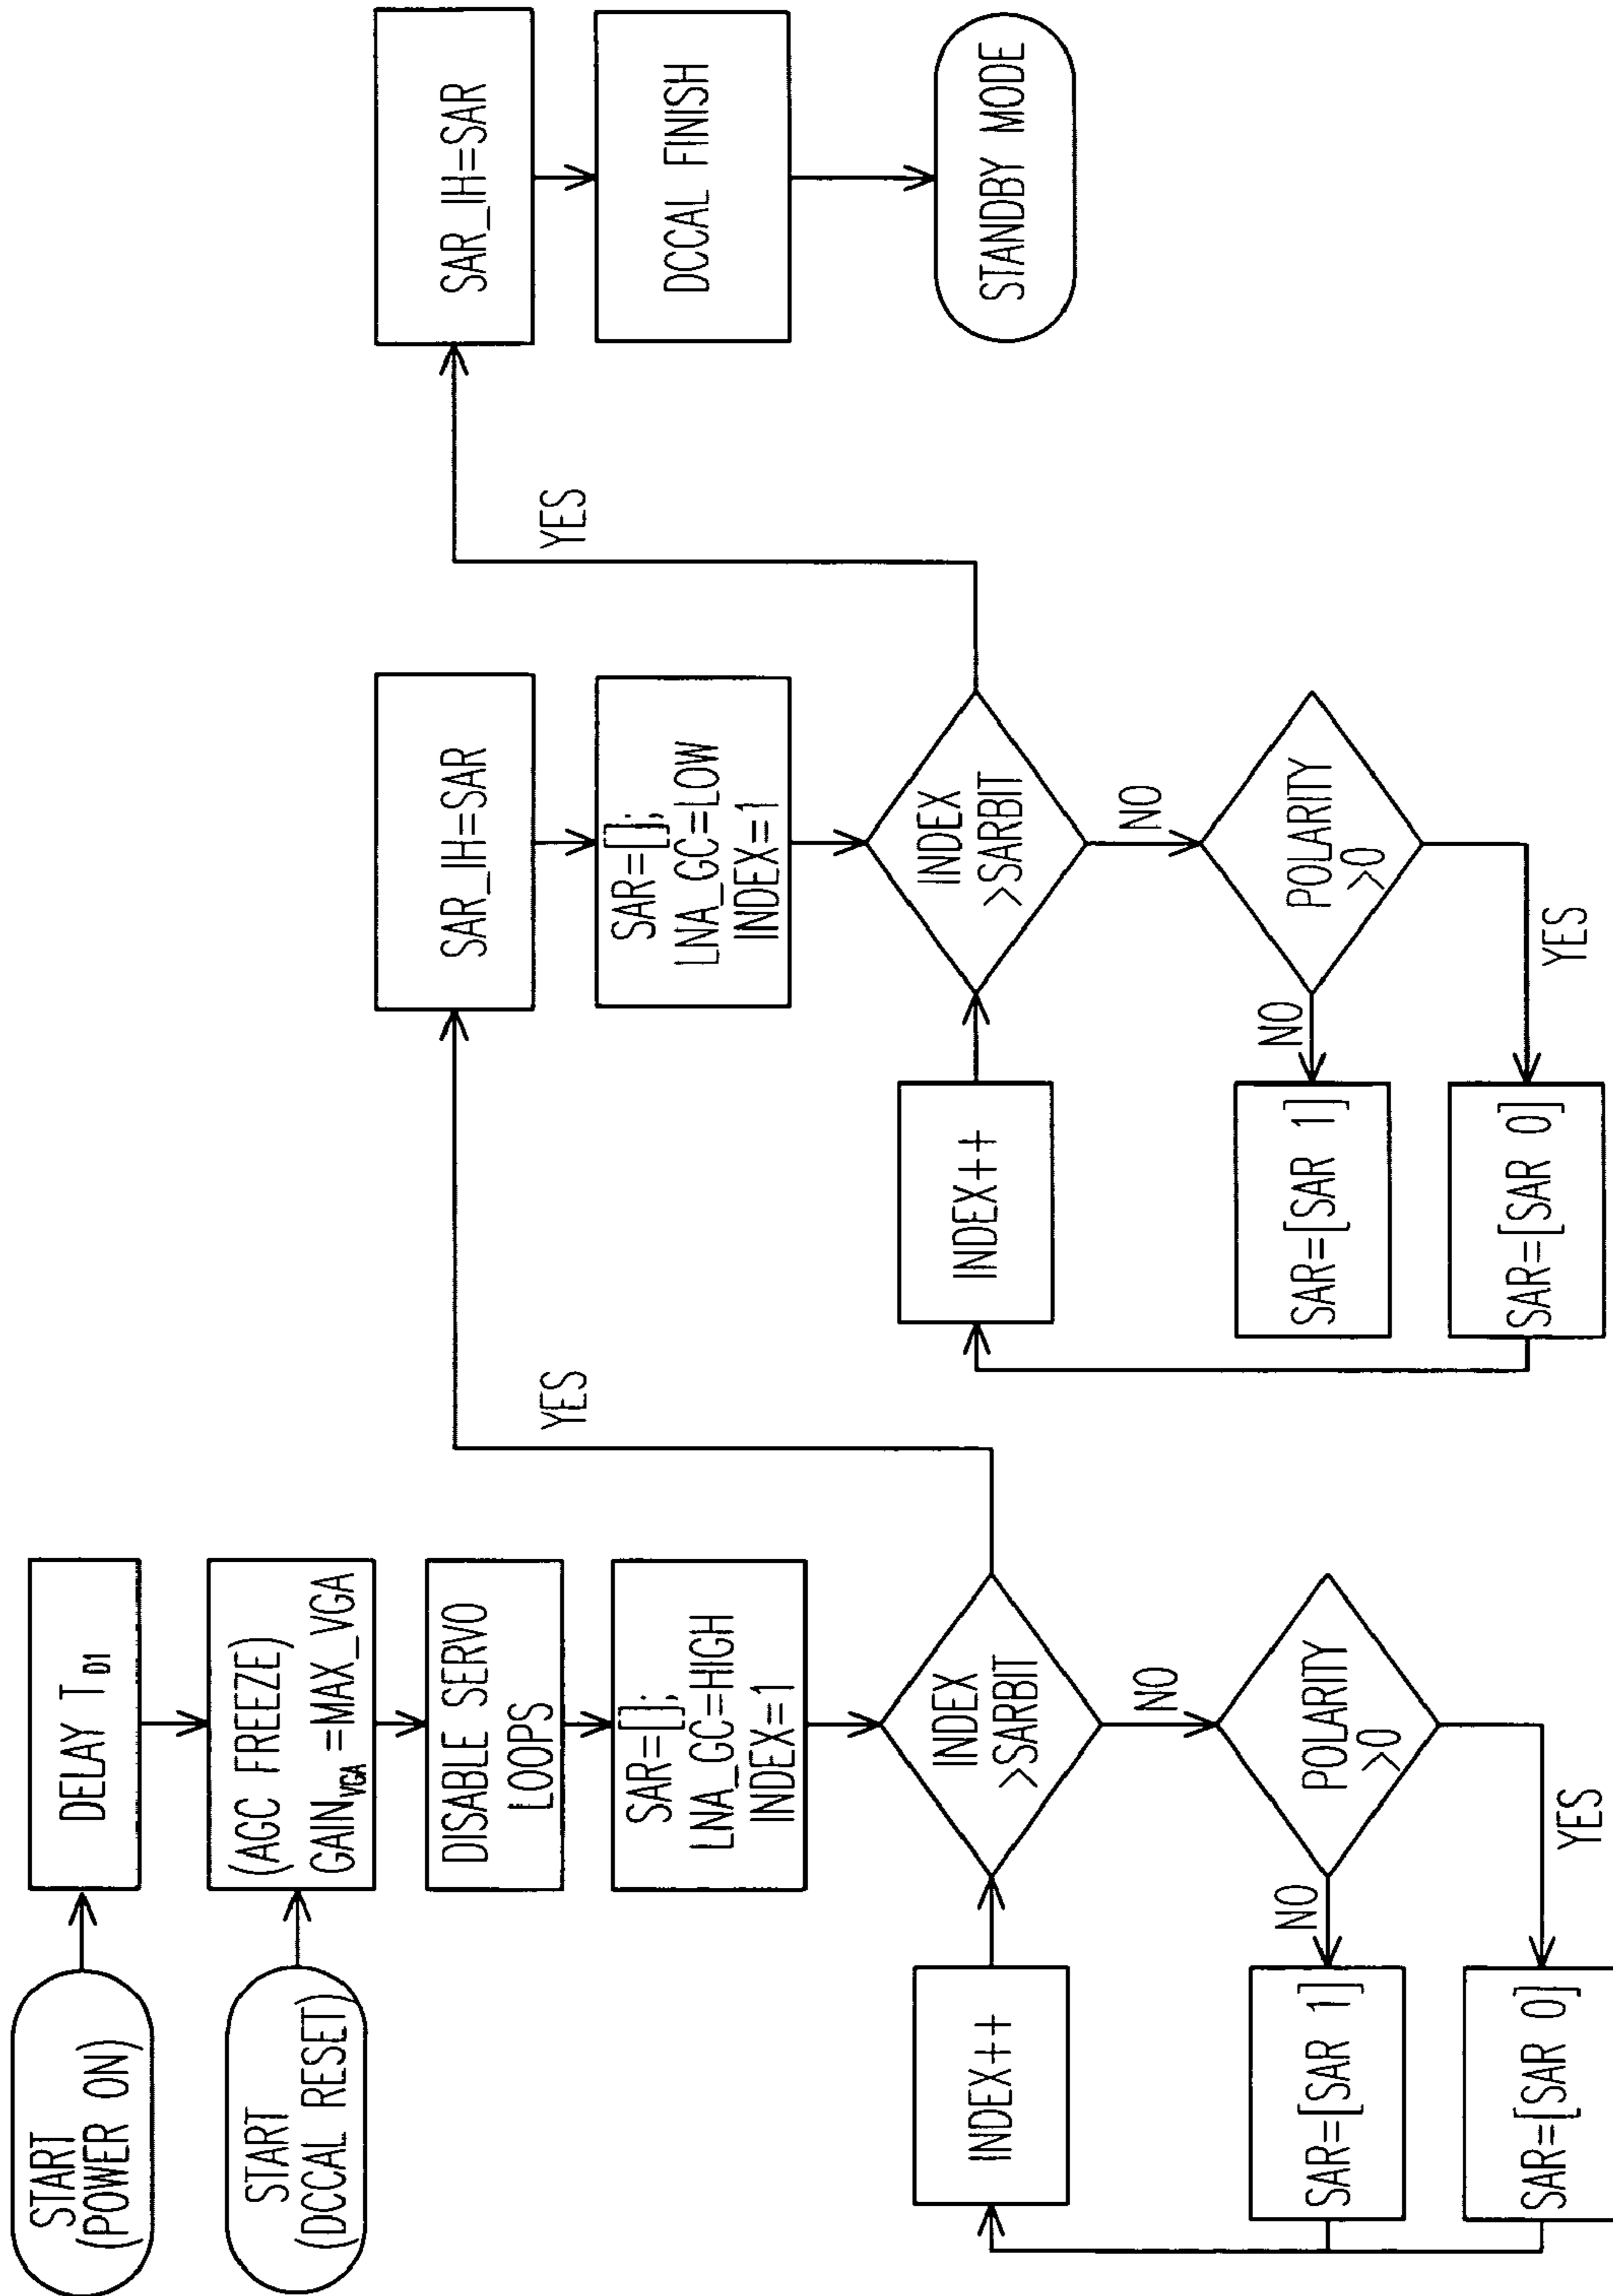 START
(POWER ON)
DELAY T D1
START
(DCCAL RESET)
(AGC FREEZE)
GAIN VGA =MAX_VGA
DISABLE SERVO
LOOPS
SAR=[];
LNA_GC=HIGH
INDEX=1
INDEX
>SARBIT
YES
NO
INDEX++
POLARITY
>0
NO
YES
SAR=[SAR 1]
SAR=[SAR 0]
SAR_IH=SAR
SAR=[];
LNA_GC=LOW
INDEX=1
INDEX
>SARBIT
YES
NO
INDEX++
POLARITY
>0
NO
YES
SAR=[SAR 1]
SAR=[SAR 0]
SAR_IH=SAR
DCCAL FINISH
STANDBY MODE